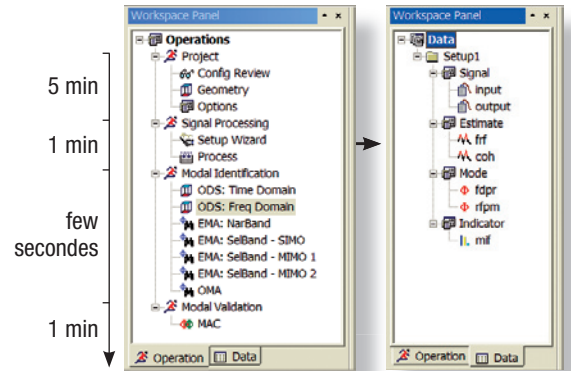 5 min
1 min
few
secondes
1 min
Workspace Panel
Operations
Project
Config Review
Geometry
Options
Signal Processing
Setup Wizard
Process
Modal Identification
ODS: Time Domain
ODS: Freq Domain
EMA: NarBand
EMA: SelBand - SIMO
EMA: SelBand - MIMO 1
EMA: SelBand - MIMO 2
OMA
Modal Validation
MAC
Operation
Data
Workspace Panel
Data
Setup1
Signal
input
output
Estimate
frf
coh
Mode
fdpr
rfpm
Indicator
mif
Operation
Data